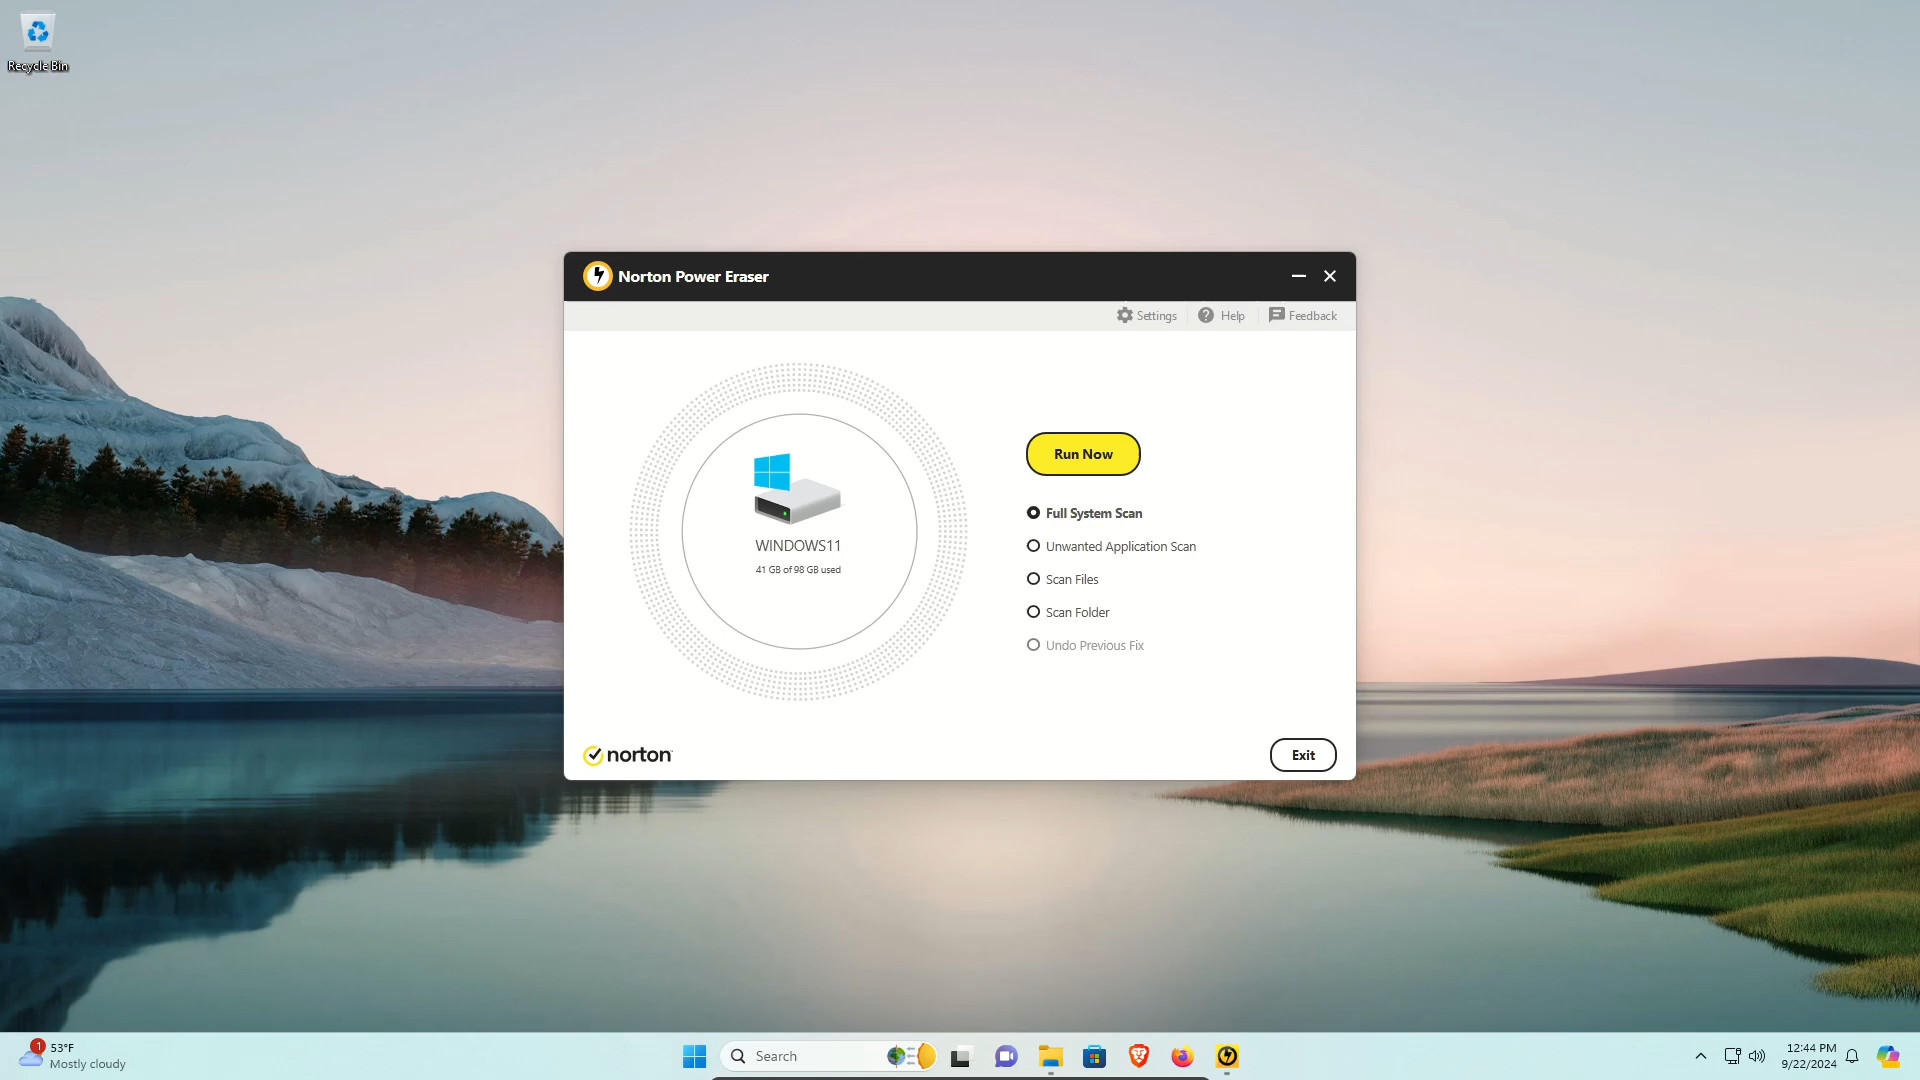 Recycle Bin
Norton Power Eraser
Settings
Help
Feedback
WINDOWS11
41 GB of 98 GB used
Run Now
Full System Scan
Unwanted Application Scan
Scan Files
Scan Folder
Undo Previous Fix
norton
Exit
1
53°F
Mostly cloudy
Search
12:44 PM
9/22/2024